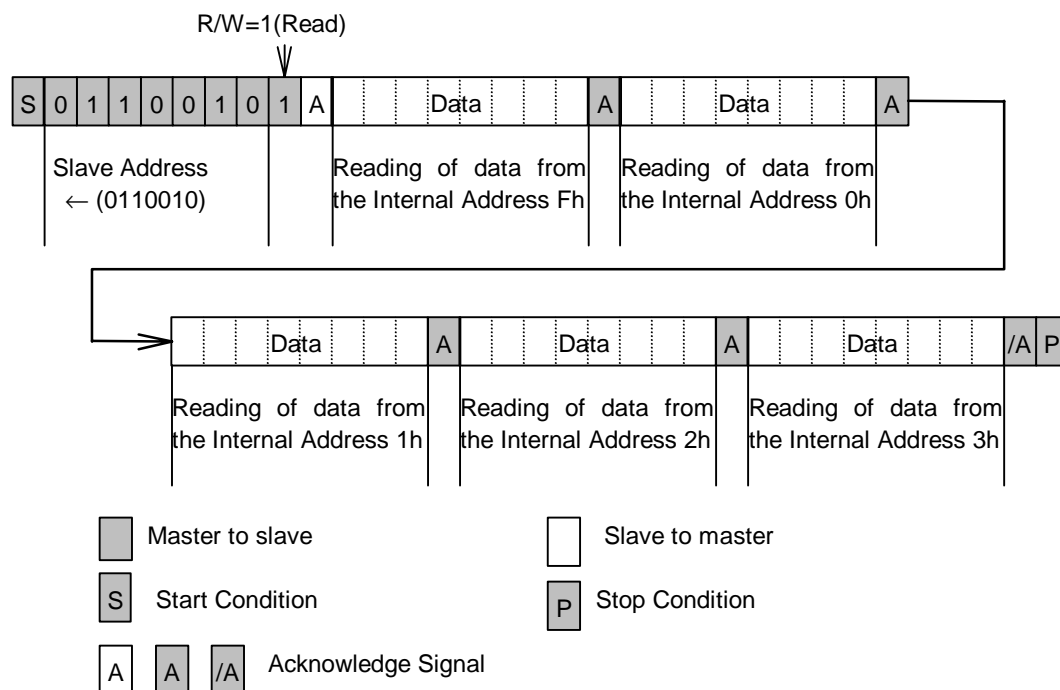 R/W=1(Read)
S 0 1 1 0 0 1 0 1 A Data A Data A
Slave Address
← (0110010)
Reading of data from
the Internal Address Fh
Reading of data from
the Internal Address 0h
Data A Data A Data /A P
Reading of data from
the Internal Address 1h
Reading of data from
the Internal Address 2h
Reading of data from
the Internal Address 3h
Master to slave
Slave to master
S Start Condition
P Stop Condition
A A /A Acknowledge Signal